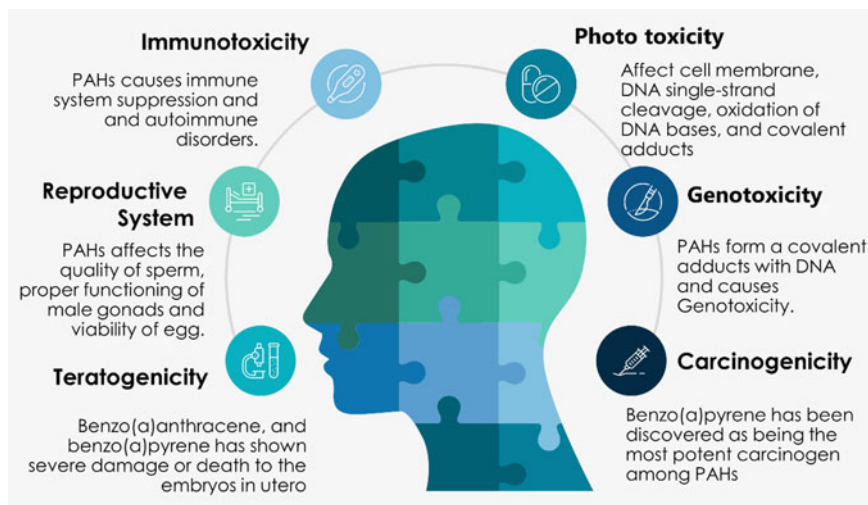 Immunotoxicity
PAHs causes immune
system suppression and
and autoimmune
disorders.
Reproductive
System
PAHs affects the
quality of sperm,
proper functioning of
male gonads and
viability of egg.
Teratogenicity
Benzo(a)anthracene, and
benzo(a)pyrene has shown
severe damage or death to the
embryos in utero
Photo toxicity
Affect cell membrane,
DNA single-strand
cleavage, oxidation of
DNA bases, and covalent
adducts
Genotoxicity
PAHs form a covalent
adducts with DNA
and causes
Genotoxicity.
Carcinogenicity
Benzo(a)pyrene has been
discovered as being the
most potent carcinogen
among PAHs